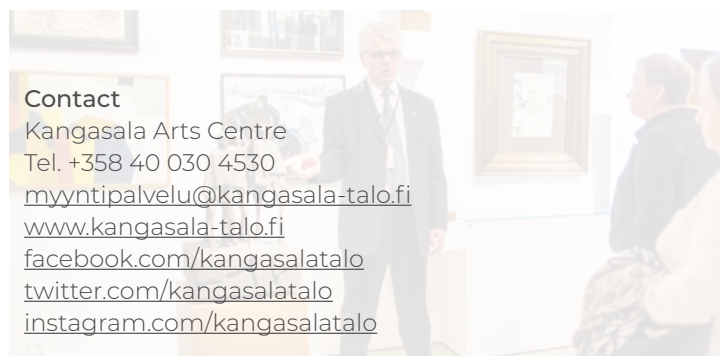 Contact
Kangasala Arts Centre
Tel. +358 40 030 4530
myyntipalvelu@kangasala-talo.fi
www.kangasala-talo.fi
facebook.com/kangasalatalo
twitter.com/kangasalatalo
instagram.com/kangasalatalo